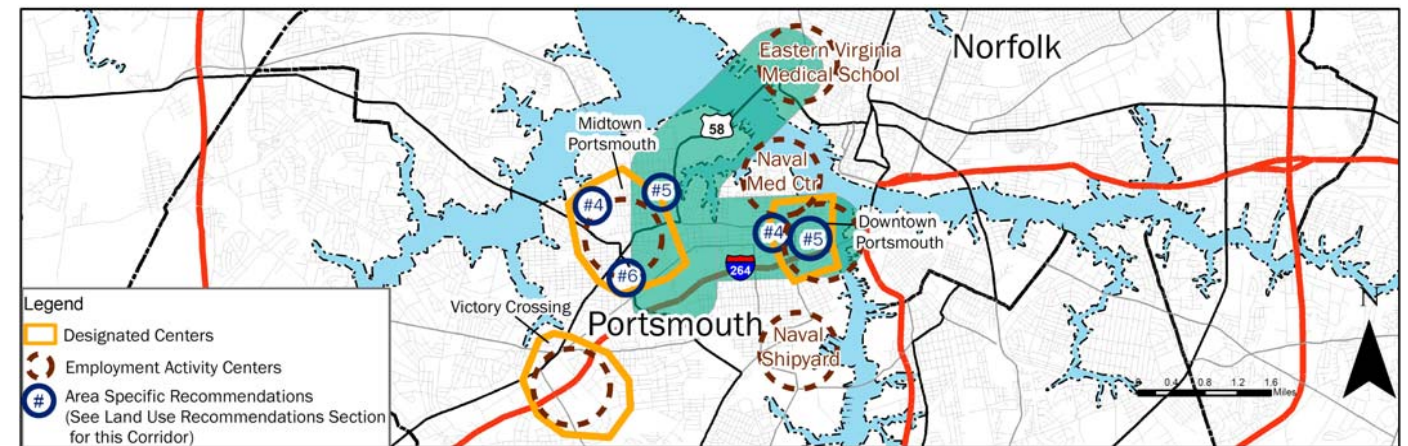 Eastern Virginia
Medical School
Norfolk
58
Midtown
Portsmouth
Naval
Med Ctr
#4
#5
#4
#5
Downtown
Portsmouth
#6
264
Victory Crossing
Portsmouth
Naval
Shipyard
N
0 0.4 0.8 1.2 1.6
Miles
Legend
Designated Centers
Employment Activity Centers
# Area Specific Recommendations
(See Land Use Recommendations Section
for this Corridor)